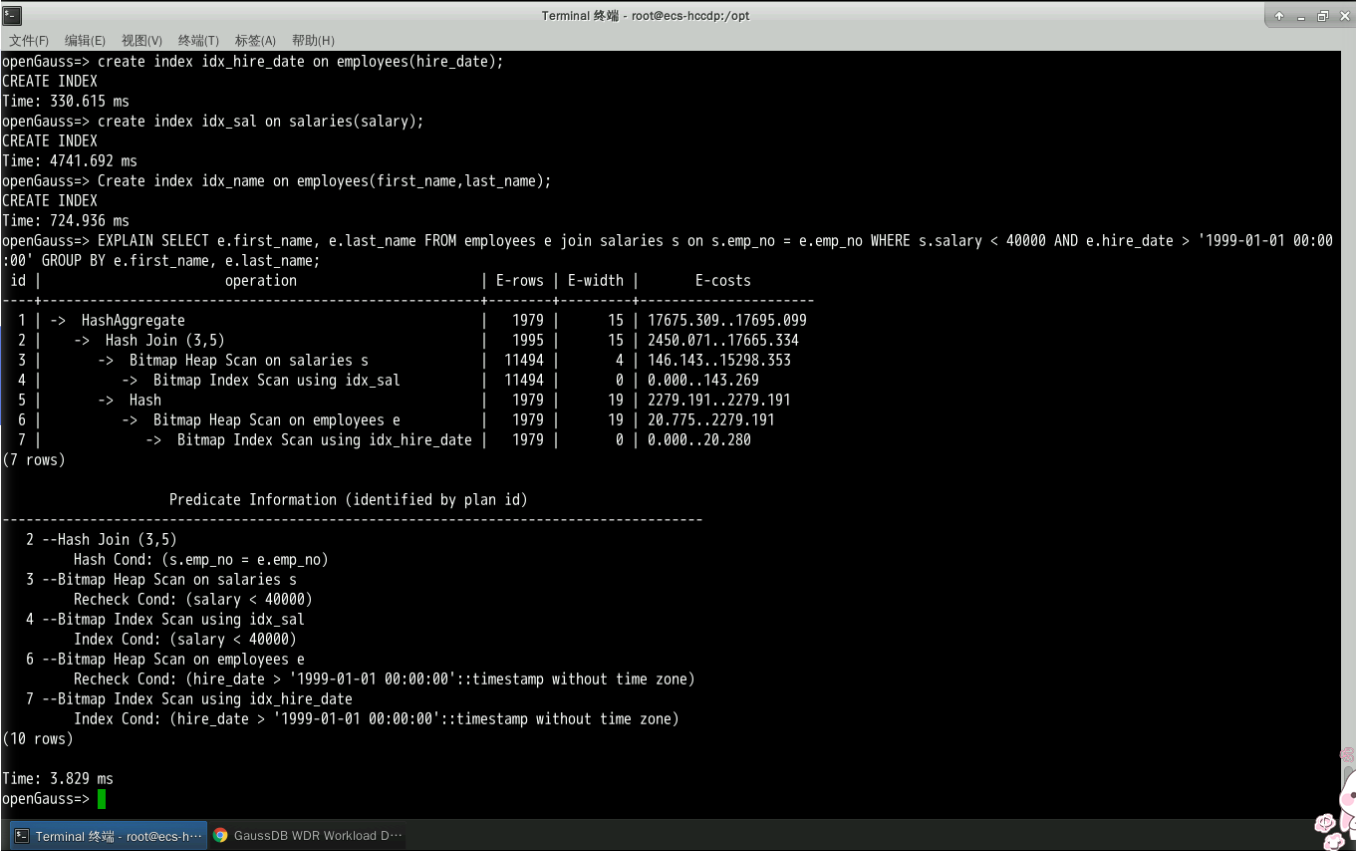 Terminal 终端 - root@ecs-hccdp:/opt
文件(F) 编辑(E) 视图(V) 终端(T) 标签(A) 帮助(H)
openGauss=> create index idx_hire_date on employees(hire_date);
CREATE INDEX
Time: 330.615 ms
openGauss=> create index idx_sal on salaries(salary);
CREATE INDEX
Time: 4741.692 ms
openGauss=> Create index idx_name on employees(first_name,last_name);
CREATE INDEX
Time: 724.936 ms
openGauss=> EXPLAIN SELECT e.first_name, e.last_name FROM employees e join salaries s on s.emp_no = e.emp_no WHERE s.salary < 40000 AND e.hire_date > '1999-01-01 00:00
:00' GROUP BY e.first_name, e.last_name;
 id |                       operation                        | E-rows | E-width |       E-costs
----+--------------------------------------------------------+--------+---------+----------------------
  1 | ->  HashAggregate                                      |   1979 |      15 | 17675.309..17695.099
  2 |    ->  Hash Join (3,5)                                 |   1995 |      15 | 2450.071..17665.334
  3 |       ->  Bitmap Heap Scan on salaries s               |  11494 |       4 | 146.143..15298.353
  4 |          ->  Bitmap Index Scan using idx_sal           |  11494 |       0 | 0.000..143.269
  5 |       ->  Hash                                         |   1979 |      19 | 2279.191..2279.191
  6 |          ->  Bitmap Heap Scan on employees e           |   1979 |      19 | 20.775..2279.191
  7 |             ->  Bitmap Index Scan using idx_hire_date  |   1979 |       0 | 0.000..20.280
(7 rows)
Predicate Information (identified by plan id)
----------------------------------------------------------------------------------------
   2 --Hash Join (3,5)
         Hash Cond: (s.emp_no = e.emp_no)
   3 --Bitmap Heap Scan on salaries s
         Recheck Cond: (salary < 40000)
   4 --Bitmap Index Scan using idx_sal
         Index Cond: (salary < 40000)
   6 --Bitmap Heap Scan on employees e
         Recheck Cond: (hire_date > '1999-01-01 00:00:00'::timestamp without time zone)
   7 --Bitmap Index Scan using idx_hire_date
         Index Cond: (hire_date > '1999-01-01 00:00:00'::timestamp without time zone)
(10 rows)
Time: 3.829 ms
openGauss=>
Terminal 终端 - root@ecs-h··· GaussDB WDR Workload D···